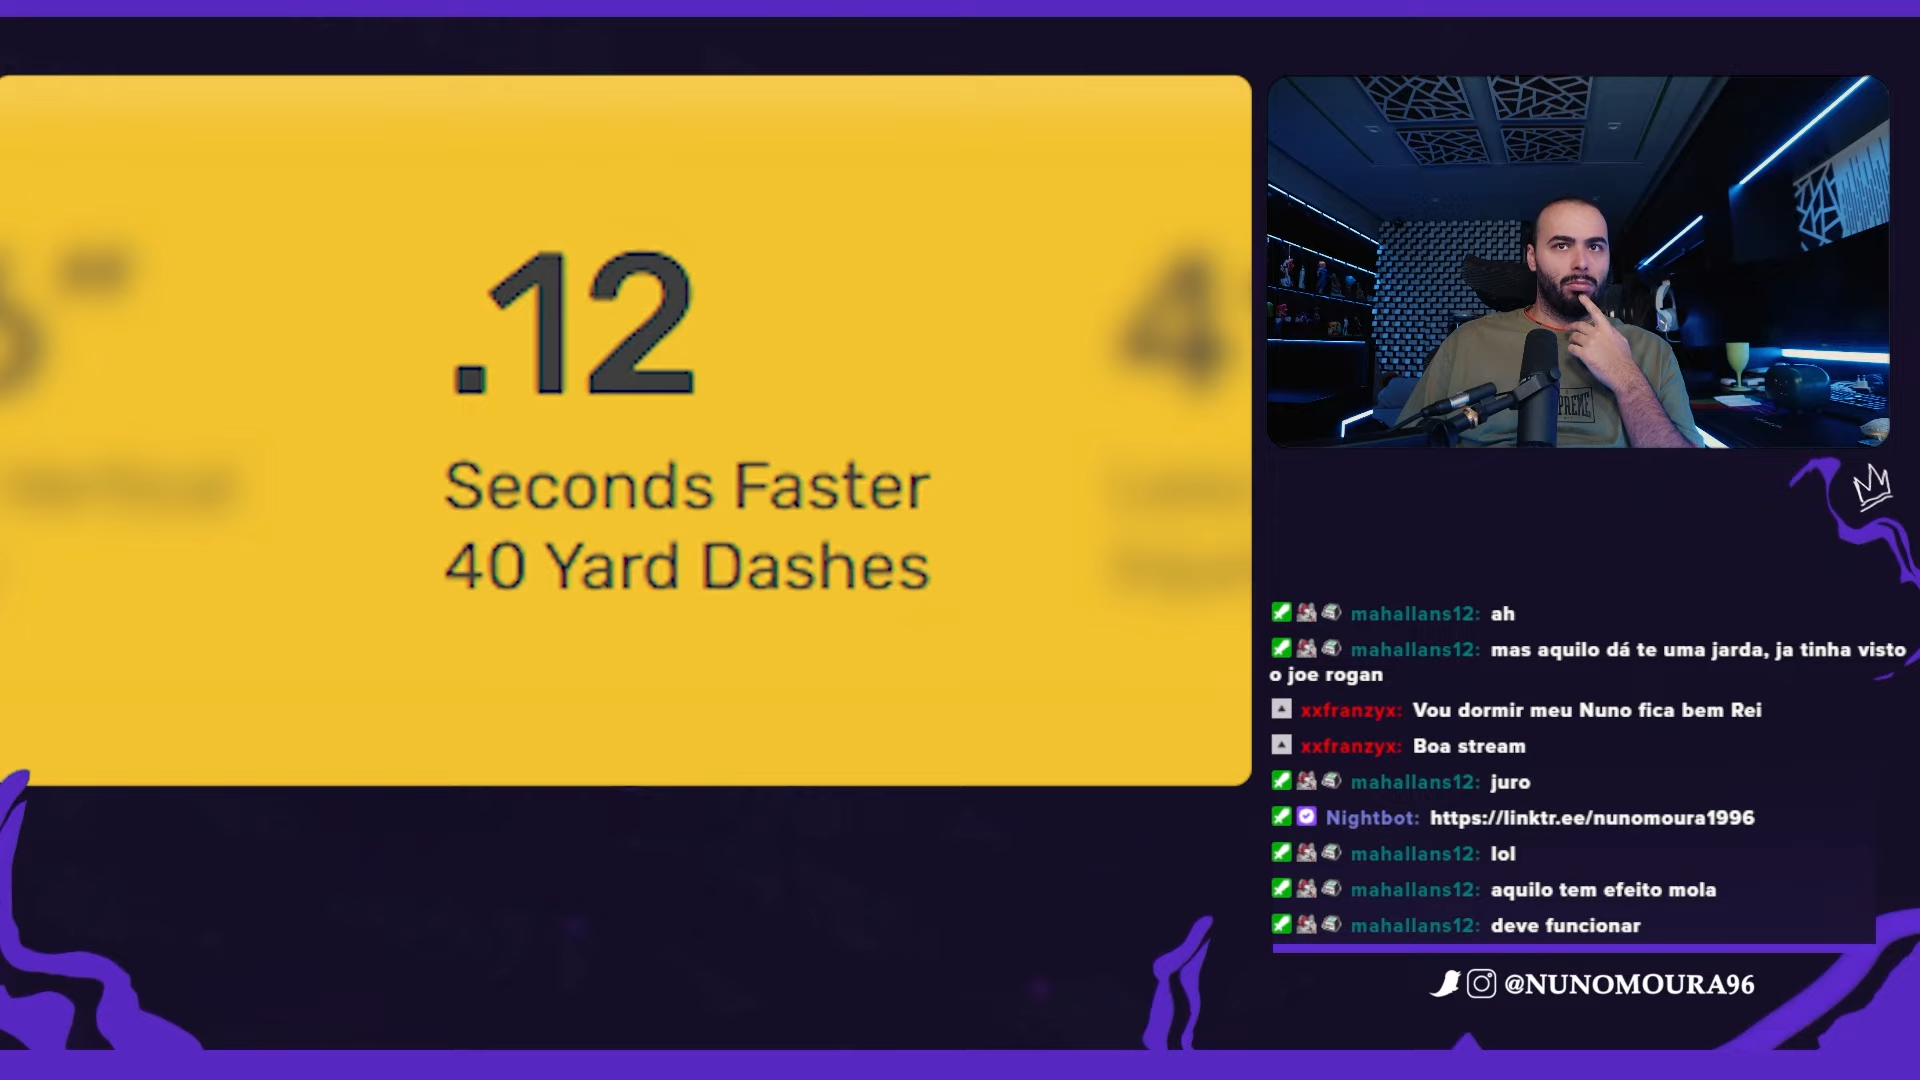 .12
Seconds Faster
40 Yard Dashes
mahallans12: ah
mahallans12: mas aquilo dá te uma jarda, ja tinha visto
o joe rogan
xxfranzyx: Vou dormir meu Nuno fica bem Rei
xxfranzyx: Boa stream
mahallans12: juro
Nightbot: https://linktr.ee/nunomoura1996
mahallans12: lol
mahallans12: aquilo tem efeito mola
mahallans12: deve funcionar
@NUNOMOURA96